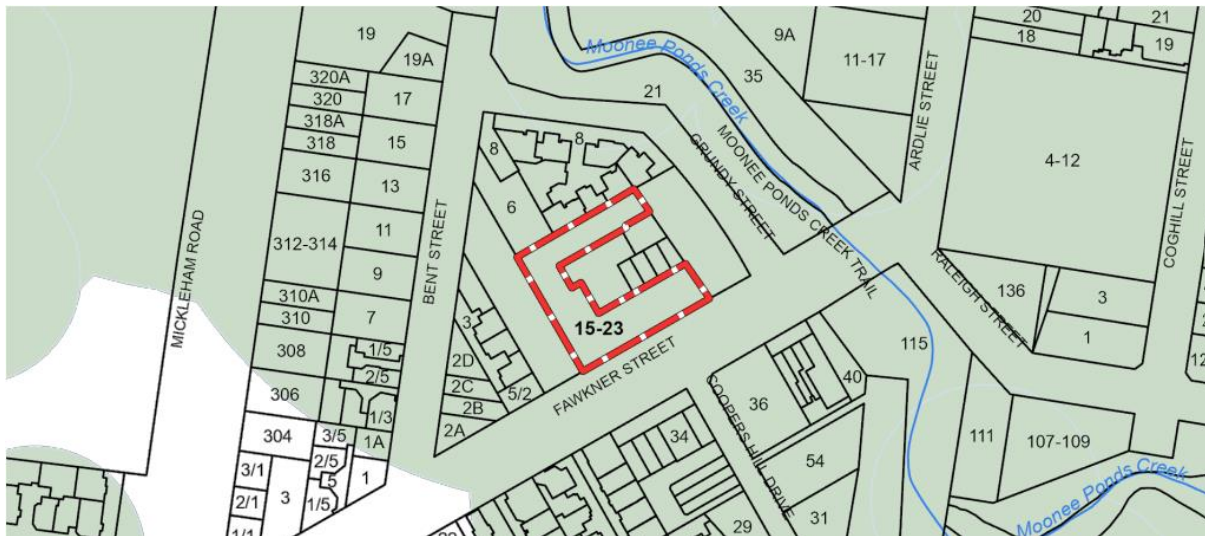 19
19A
320A
320
318A
318
316
312-314
310A
310
308
306
304
17
15
13
11
9
7
1/5
2/5
1/3
1A
3/5
2/5
5
1/5
1
3/1
2/1
1/1
3
MICKLEHAM ROAD
BENT STREET
8
8
6
3
2D
2C
2B
2A
5/2
15-23
FAWKNER STREET
Moonee Ponds Creek
21
GRUNDY STREET
MOONEE PONDS CREEK TRAIL
35
9A
11-17
ARDLIE STREET
20
18
21
19
4-12
COGHILL STREET
RALEIGH STREET
136
3
1
115
111
107-109
Moonee Ponds Creek
COOPERS HILL DRIVE
36
40
34
54
31
29